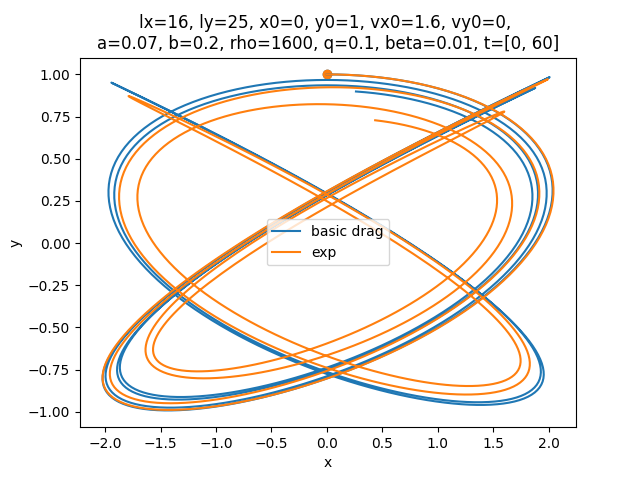 lx=16, ly=25, x0=0, y0=1, vx0=1.6, vy0=0,
a=0.07, b=0.2, rho=1600, q=0.1, beta=0.01, t=[0, 60]
1.00
0.75
0.50
0.25
0.00
−0.25
−0.50
−0.75
−1.00
y
basic drag
exp
−2.0 −1.5 −1.0 −0.5 0.0 0.5 1.0 1.5 2.0
x